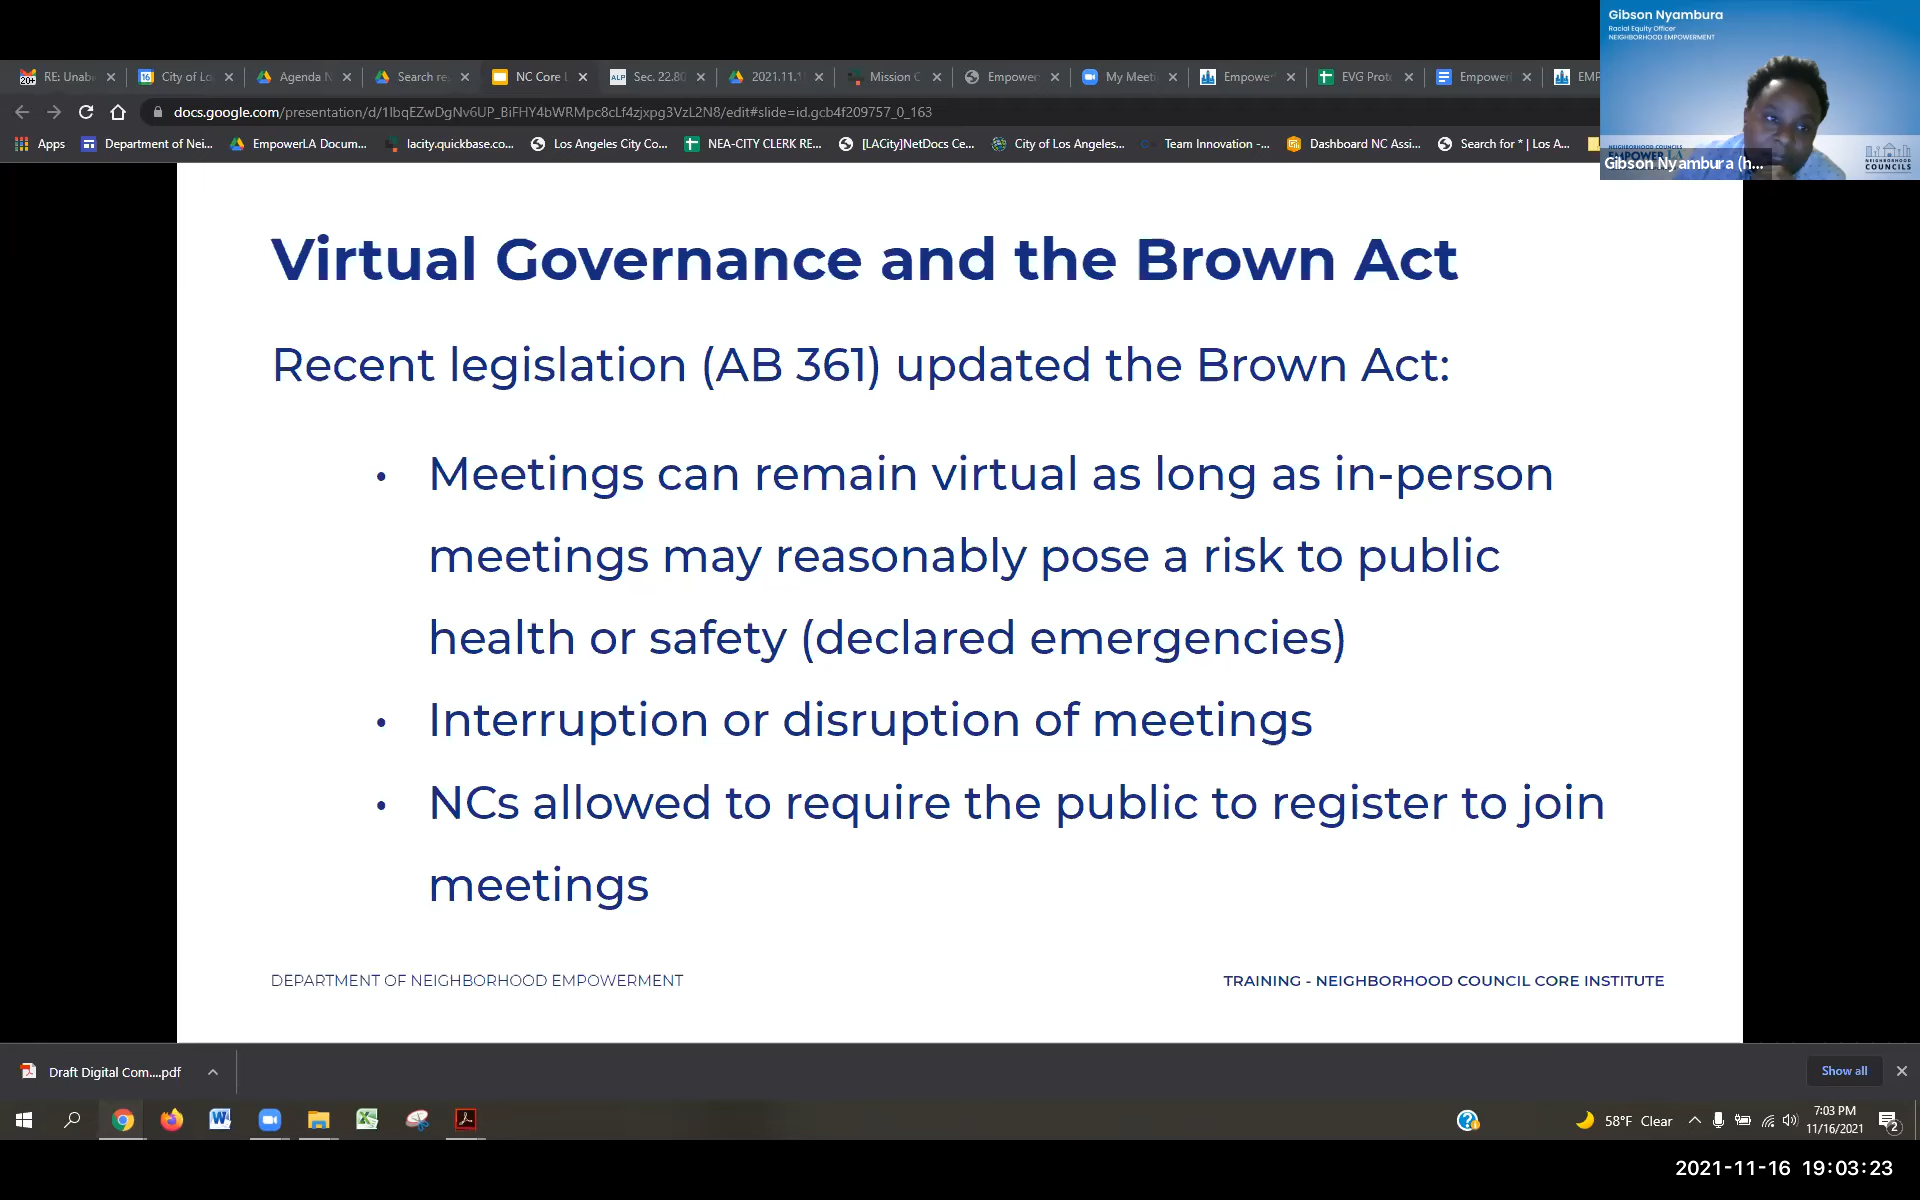 Gibson Nyambura
Racial Equity Officer
NEIGHBORHOOD EMPOWERMENT
RE: Unab
City of Lo
Agenda N
Search re
NC Core
Sec. 22.80
2021.11.1
Mission C
Empower
My Meeti
Empower
EVG Prot
Empower
EMP
docs.google.com/presentation/d/1lbqEZwDgNv6UP_BiFHY4bWRMpc8cLf4zjxpg3VzL2N8/edit#slide=id.gcb4f209757_0_163
Apps
Department of Nei...
EmpowerLA Docum...
lacity.quickbase.co...
Los Angeles City Co...
NEA-CITY CLERK RE...
[LACity]NetDocs Ce...
City of Los Angeles...
Team Innovation -...
Dashboard NC Assi...
Search for * | Los A...
Gibson Nyambura (h...
NEIGHBORHOOD
COUNCILS
Virtual Governance and the Brown Act
Recent legislation (AB 361) updated the Brown Act:
• Meetings can remain virtual as long as in-person
meetings may reasonably pose a risk to public
health or safety (declared emergencies)
• Interruption or disruption of meetings
• NCs allowed to require the public to register to join
meetings
DEPARTMENT OF NEIGHBORHOOD EMPOWERMENT
TRAINING - NEIGHBORHOOD COUNCIL CORE INSTITUTE
Draft Digital Com....pdf
Show all
58°F Clear
7:03 PM
11/16/2021
2
2021-11-16 19:03:23